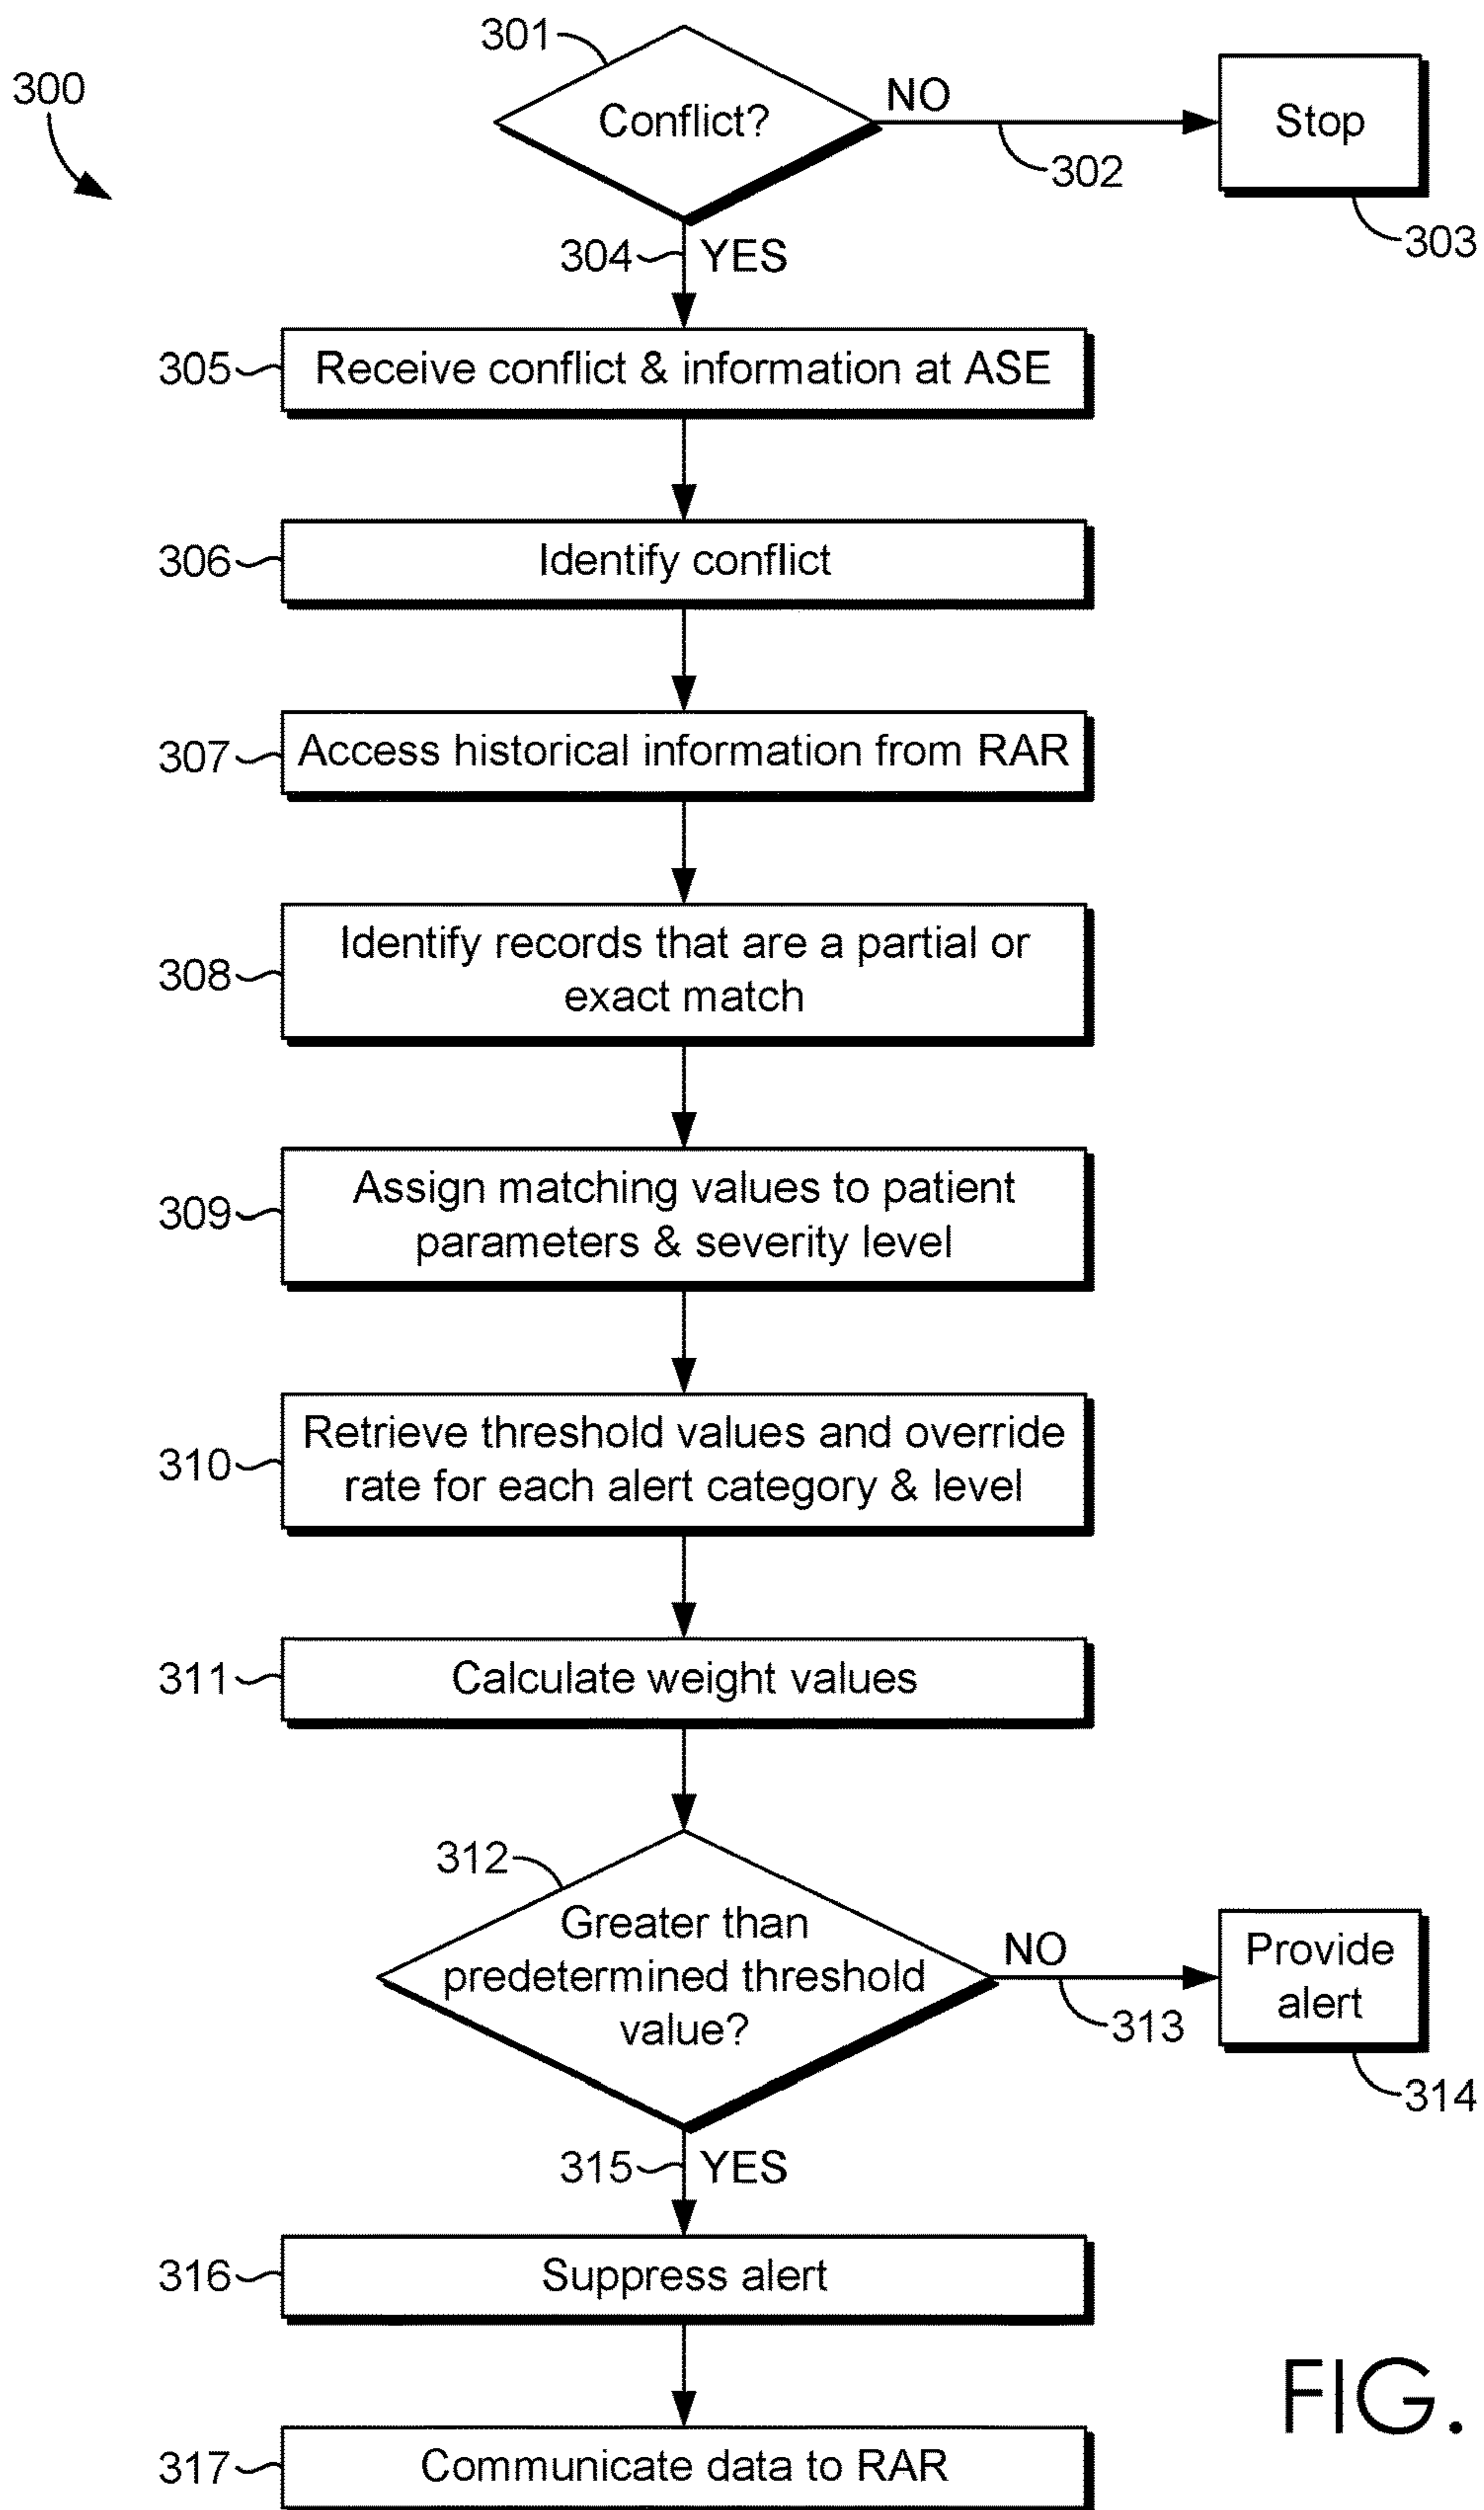 301
300
Conflict?
NO
Stop
302
303
304
YES
305
Receive conflict & information at ASE
306
Identify conflict
307
Access historical information from RAR
308
Identify records that are a partial or
exact match
309
Assign matching values to patient
parameters & severity level
310
Retrieve threshold values and override
rate for each alert category & level
311
Calculate weight values
312
Greater than
predetermined threshold
value?
NO
Provide
alert
313
314
315
YES
316
Suppress alert
317
Communicate data to RAR
FIG.